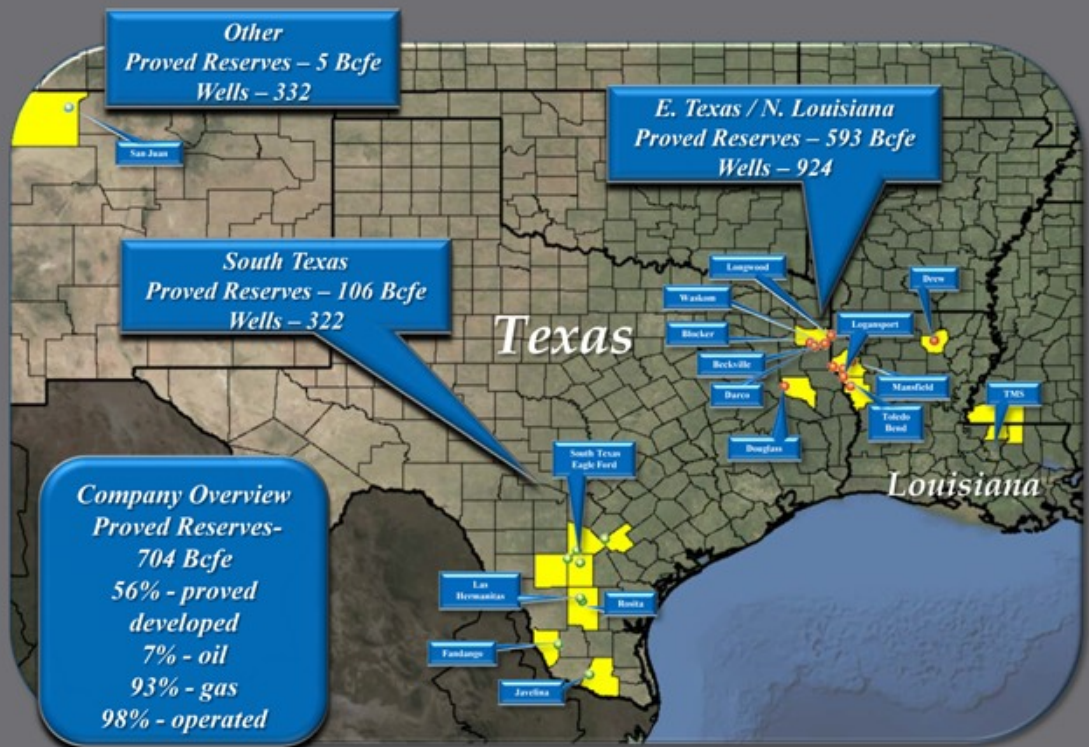 Other
Proved Reserves – 5 Bcfe
Wells – 332
E. Texas / N. Louisiana
Proved Reserves – 593 Bcfe
Wells – 924
San Juan
South Texas
Proved Reserves – 106 Bcfe
Wells – 322
Texas
Longwood
Waskom
Blocker
Beckville
Darco
Douglass
Logansport
Drew
Mansfield
Toledo
Bend
TMS
Louisiana
South Texas
Eagle Ford
Las
Hermanitas
Rosita
Fandango
Javelina
Company Overview
Proved Reserves-
704 Bcfe
56% - proved
developed
7% - oil
93% - gas
98% - operated